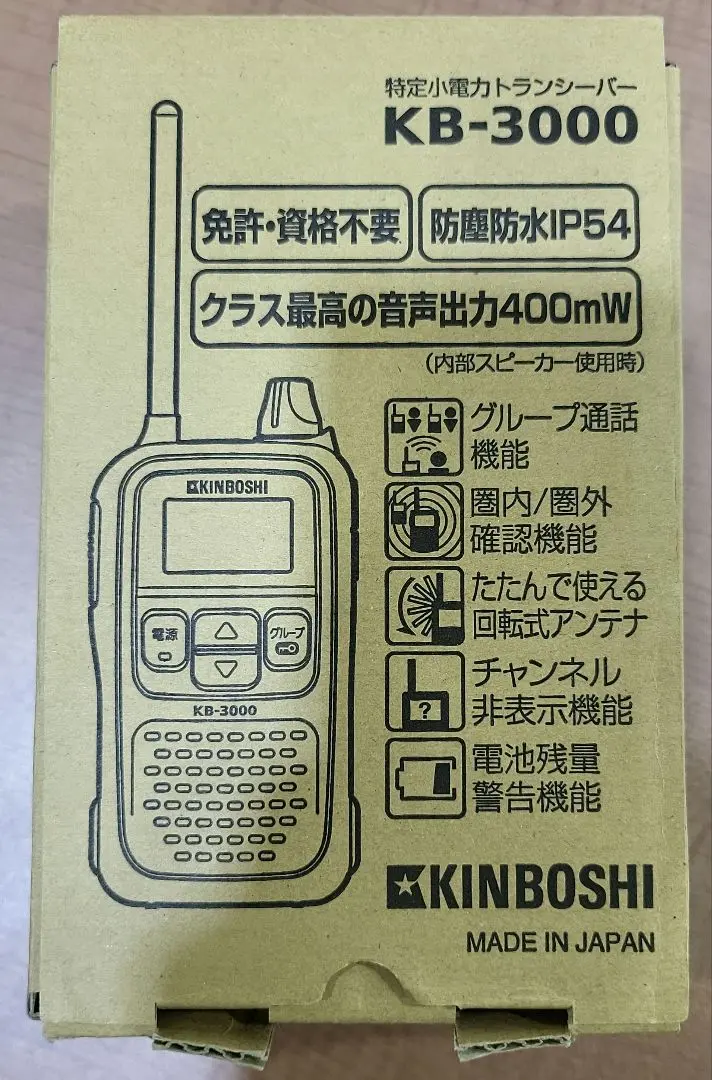 特定小電力トランシーバー
KB-3000
免許・資格不要
防塵防水IP54
クラス最高の音声出力400mW
(内部スピーカー使用時)
グループ通話
機能
圏内/圏外
確認機能
たたんで使える
回転式アンテナ
チャンネル
非表示機能
?
電池残量
警告機能
KINBOSHI
電源
グループ
KB-3000
KINBOSHI
MADE IN JAPAN